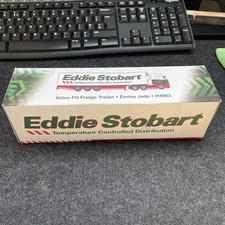 Eddie Stobart
Volvo FH Fridge Trailer • Emma Jade • H4663
Eddie Stobart
Temperature Controlled Distribution